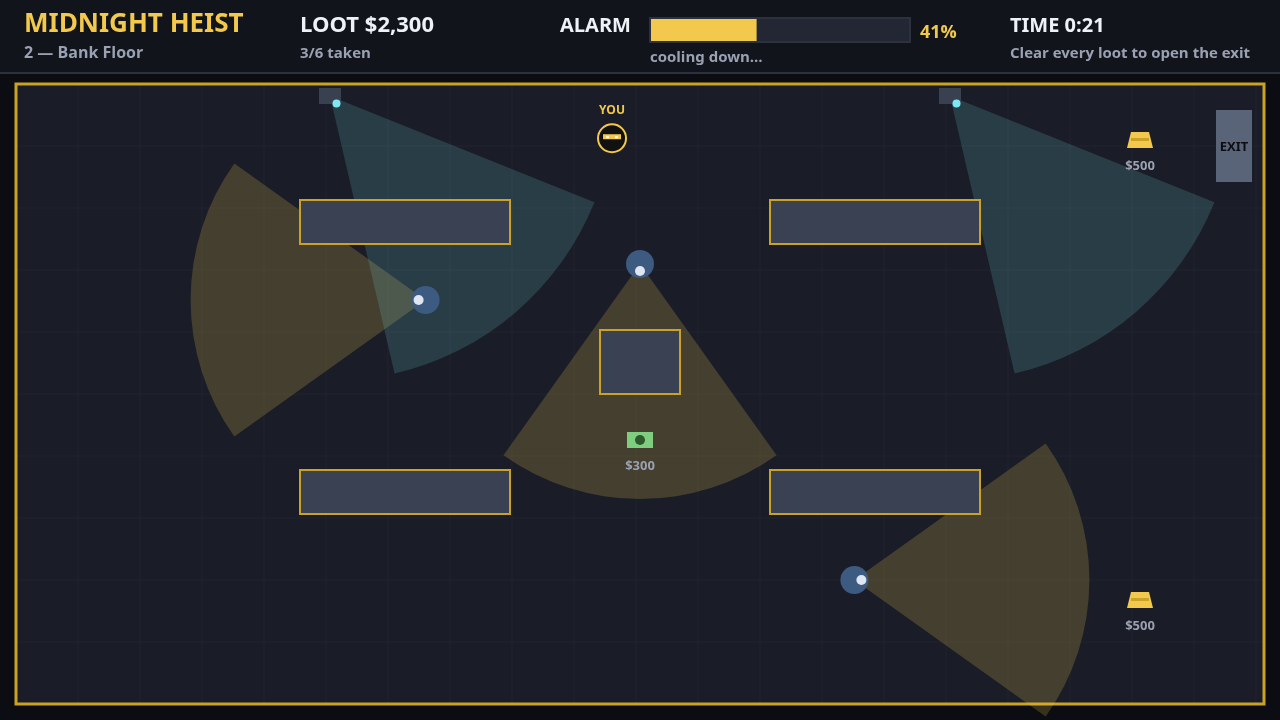 MIDNIGHT HEIST
2 — Bank Floor
LOOT $2,300
3/6 taken
ALARM
41%
cooling down...
TIME 0:21
Clear every loot to open the exit
YOU
$500
EXIT
$300
$500